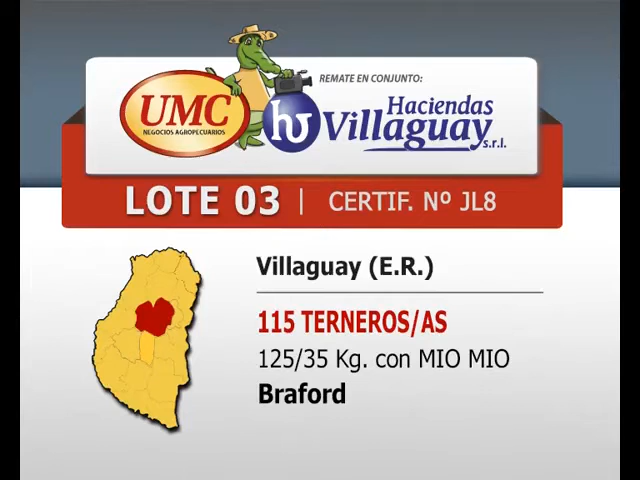 REMATE EN CONJUNTO:
UMC
NEGOCIOS AGROPECUARIOS
hv
Haciendas
Villaguay
s.r.l.
LOTE 03 | CERTIF. Nº JL8
Villaguay (E.R.)
115 TERNEROS/AS
125/35 Kg. con MIO MIO
Braford